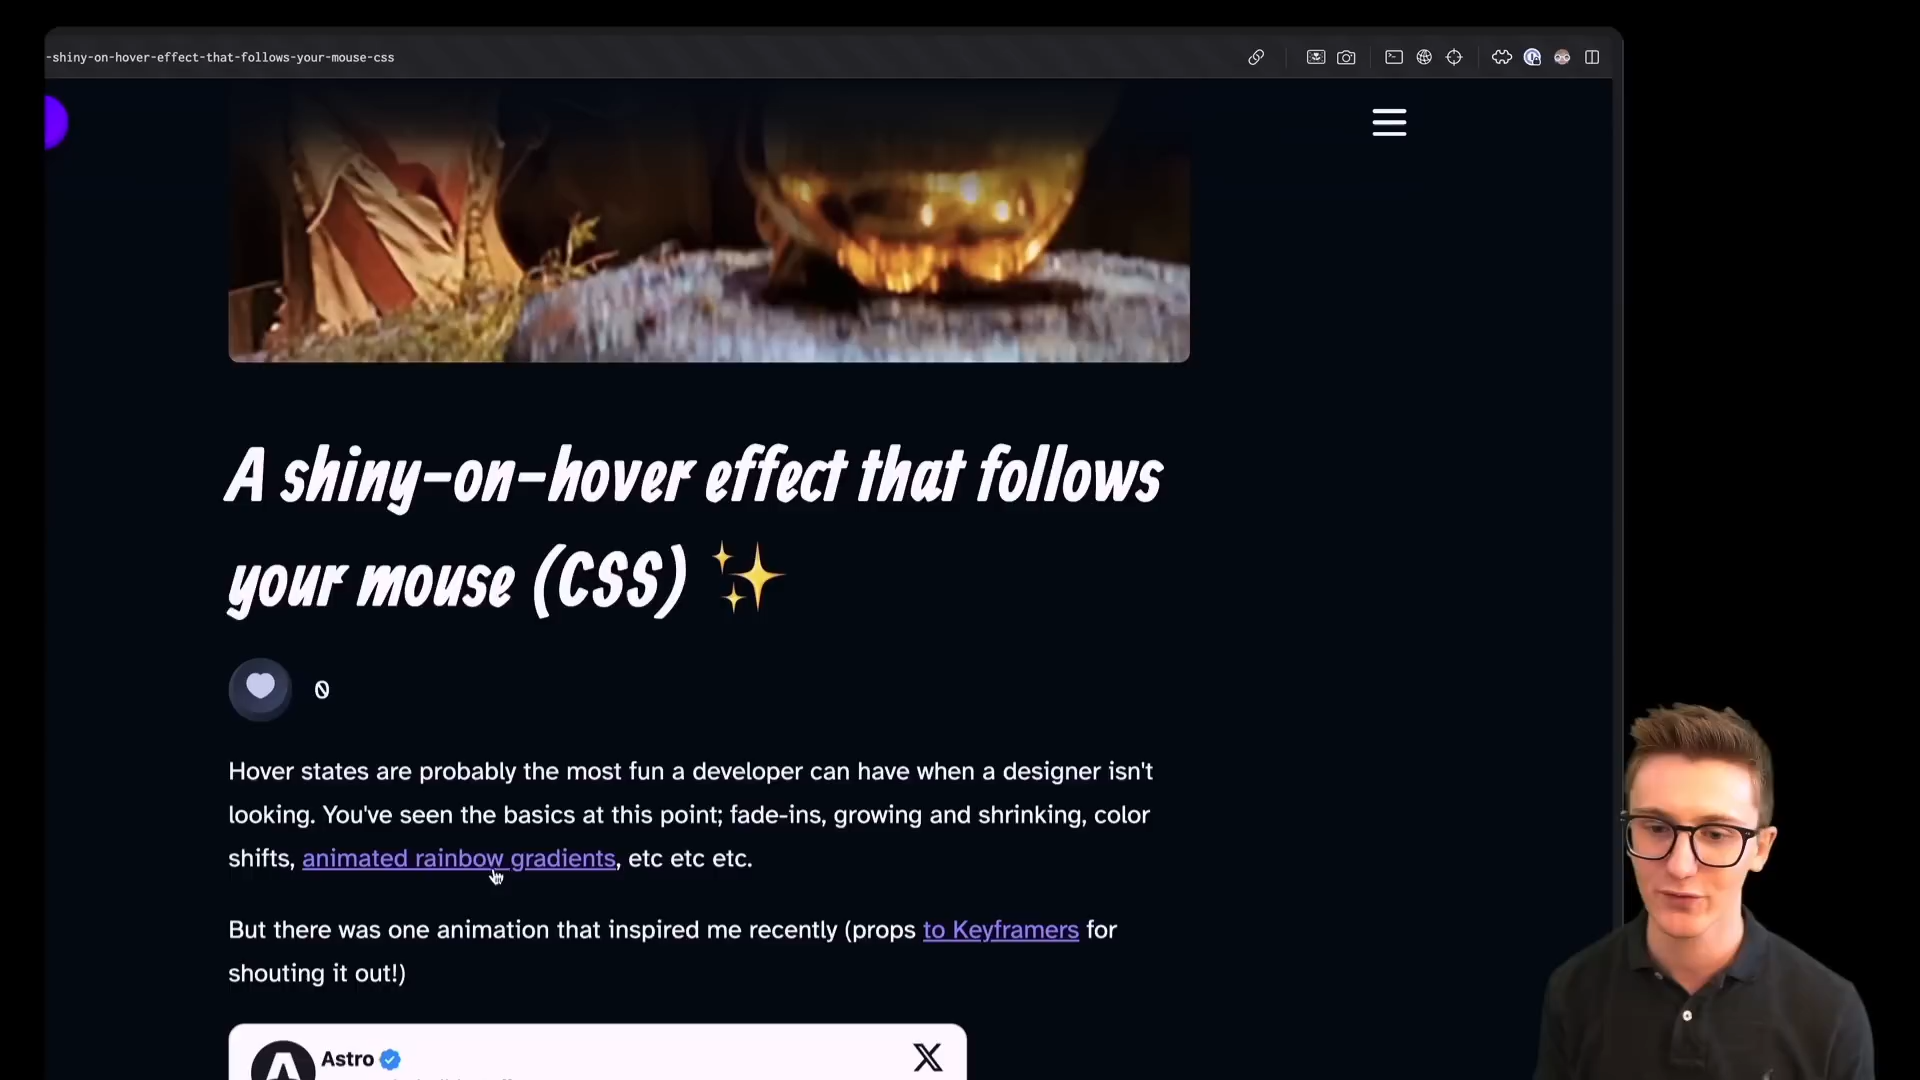 -shiny-on-hover-effect-that-follows-your-mouse-css
A shiny-on-hover effect that follows
your mouse (CSS) ✨
0
Hover states are probably the most fun a developer can have when a designer isn't
looking. You've seen the basics at this point; fade-ins, growing and shrinking, color
shifts, animated rainbow gradients, etc etc etc.
But there was one animation that inspired me recently (props to Keyframers for
shouting it out!)
Astro